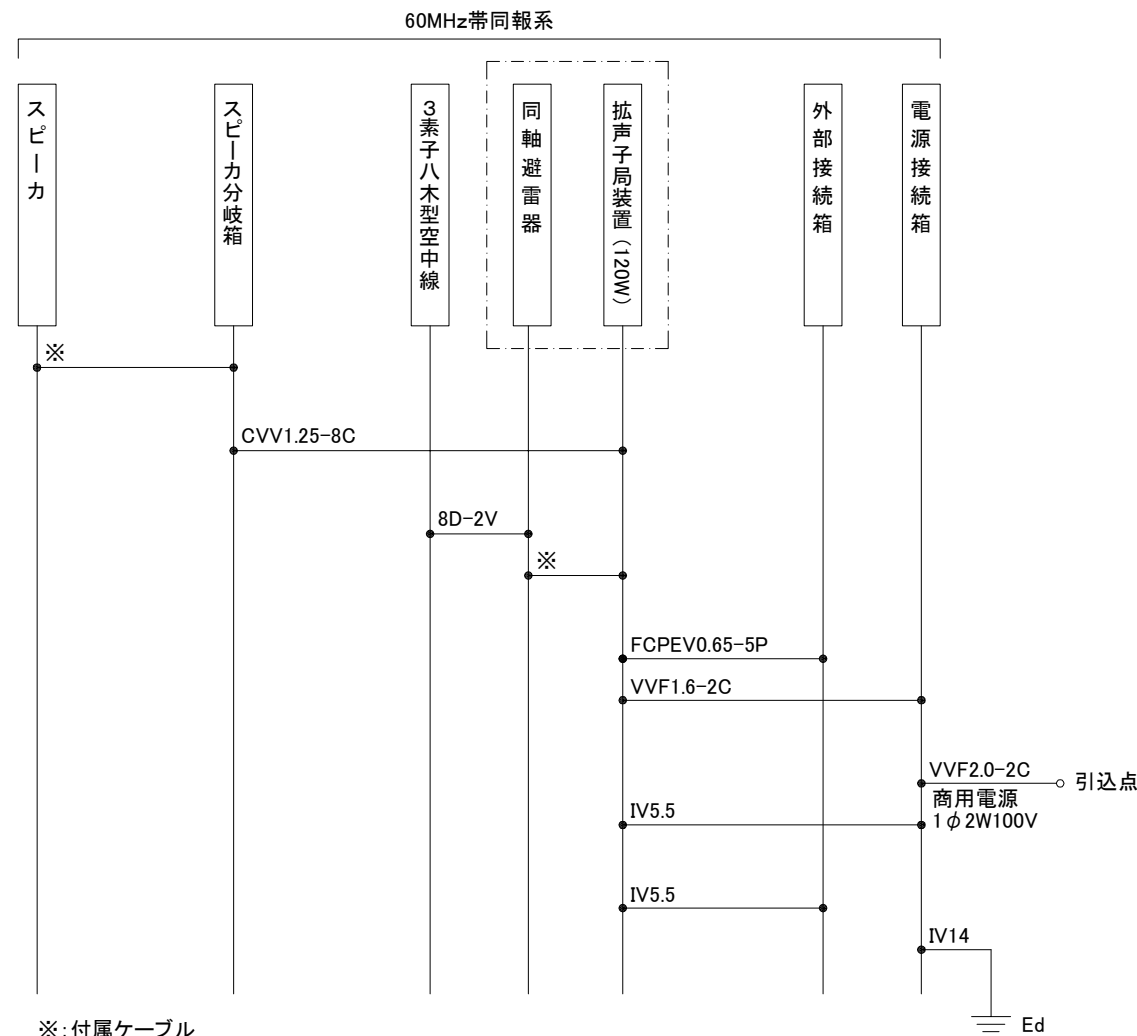 60MHz帯同報系
スピーカ
スピーカ分岐箱
3素子八木型空中線
同軸避雷器
拡声子局装置(120W)
外部接続箱
電源接続箱
※
CVV1.25-8C
8D-2V
※
FCPEV0.65-5P
VVF1.6-2C
VVF2.0-2C
引込点
商用電源
1φ2W100V
IV5.5
IV5.5
IV14
Ed
※:付属ケーブル